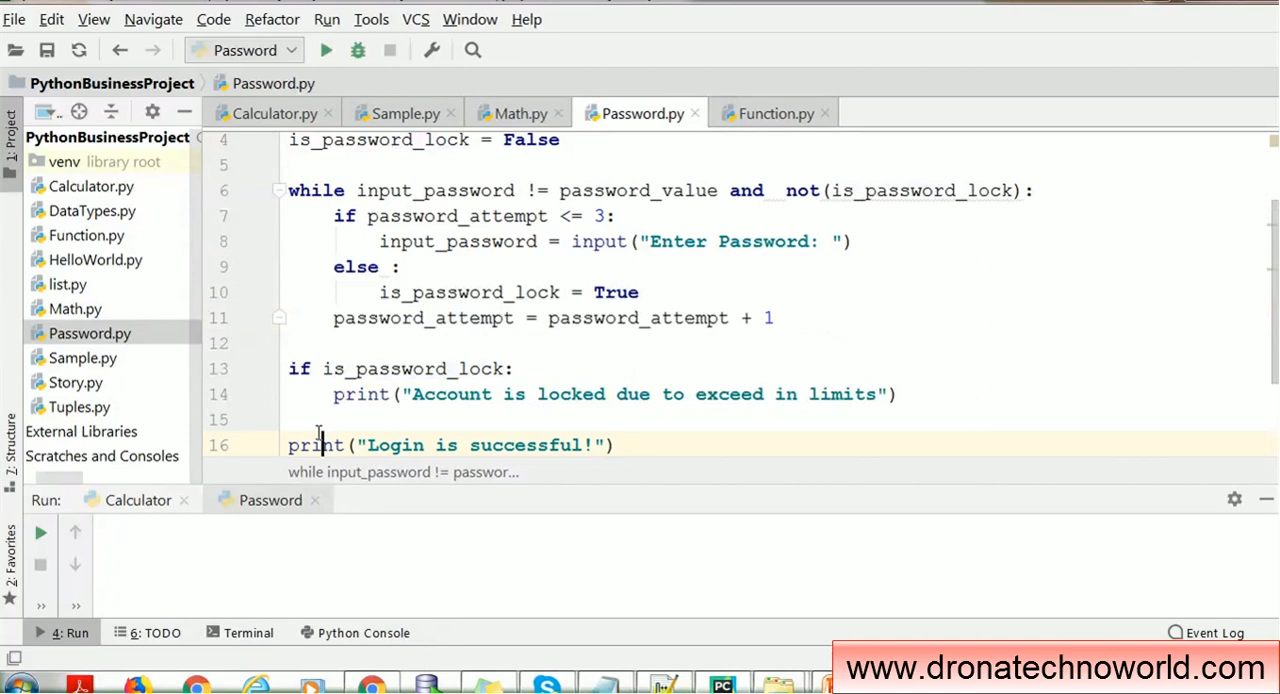 File Edit View Navigate Code Refactor Run Tools VCS Window Help
Password
PythonBusinessProject Password.py
1: Project
Calculator.py Sample.py Math.py Password.py Function.py
PythonBusinessProject
venv library root
Calculator.py
DataTypes.py
Function.py
HelloWorld.py
list.py
Math.py
Password.py
Sample.py
Story.py
Tuples.py
External Libraries
Scratches and Consoles
4 is_password_lock = False
5
6 while input_password != password_value and not(is_password_lock):
7 if password_attempt <= 3:
8 input_password = input("Enter Password: ")
9 else :
10 is_password_lock = True
11 password_attempt = password_attempt + 1
12
13 if is_password_lock:
14 print("Account is locked due to exceed in limits")
15
16 print("Login is successful!")
while input_password != passwor...
7: Structure
2: Favorites
Run: Calculator Password
>> >>
4: Run 6: TODO Terminal Python Console Event Log
PC
www.dronatechnoworld.com